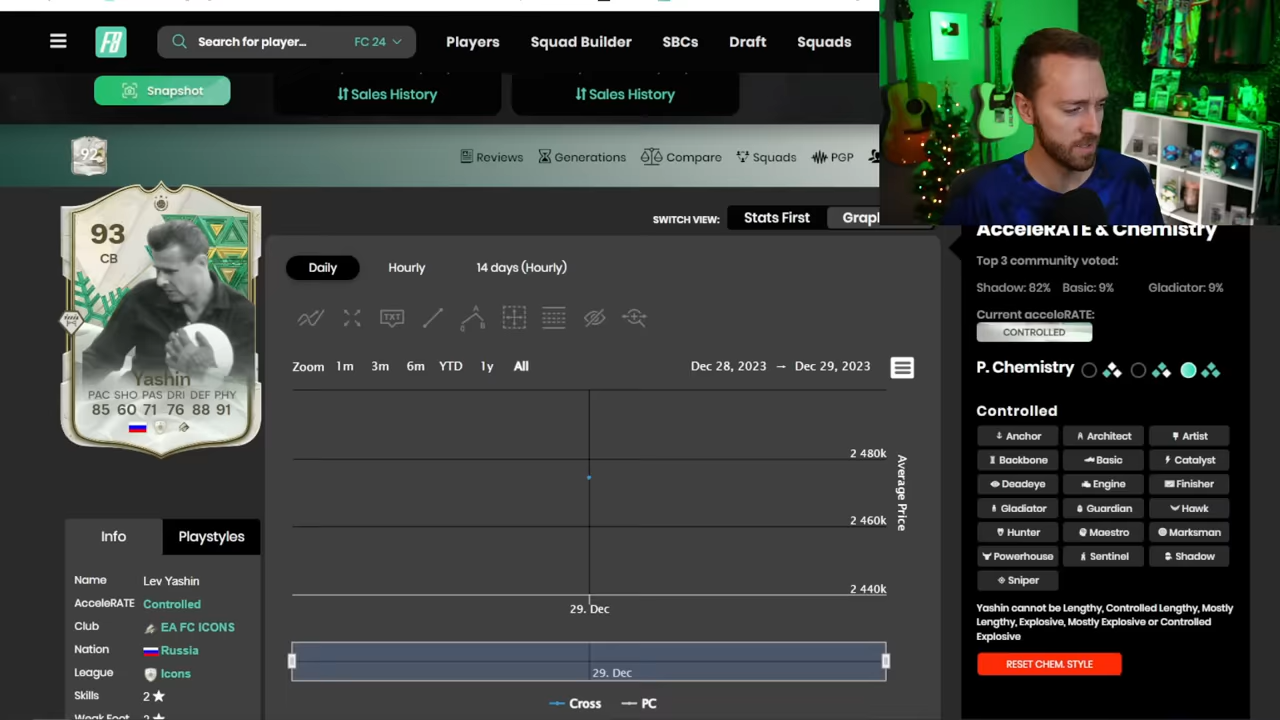 FB
Search for player...
FC 24
Players
Squad Builder
SBCs
Draft
Squads
Snapshot
Sales History
Sales History
92
Reviews
Generations
Compare
Squads
PGP
SWITCH VIEW:
Stats First
Grap
93
CB
Yashin
PAC SHO PAS DRI DEF PHY
85 60 71 76 88 91
Daily
Hourly
14 days (Hourly)
TXT
Zoom 1m 3m 6m YTD 1y All
Dec 28, 2023 → Dec 29, 2023
2 480k
2 460k
2 440k
Average Price
29. Dec
29. Dec
Cross
PC
Info
Playstyles
Name Lev Yashin
AcceleRATE Controlled
Club EA FC ICONS
Nation Russia
League Icons
Skills 2
Weak Foot
AcceleRATE & Chemistry
Top 3 community voted:
Shadow: 82% Basic: 9% Gladiator: 9%
Current acceleRATE:
CONTROLLED
P. Chemistry
Controlled
Anchor Architect Artist
Backbone Basic Catalyst
Deadeye Engine Finisher
Gladiator Guardian Hawk
Hunter Maestro Marksman
Powerhouse Sentinel Shadow
Sniper
Yashin cannot be Lengthy, Controlled Lengthy, Mostly
Lengthy, Explosive, Mostly Explosive or Controlled
Explosive
RESET CHEM. STYLE